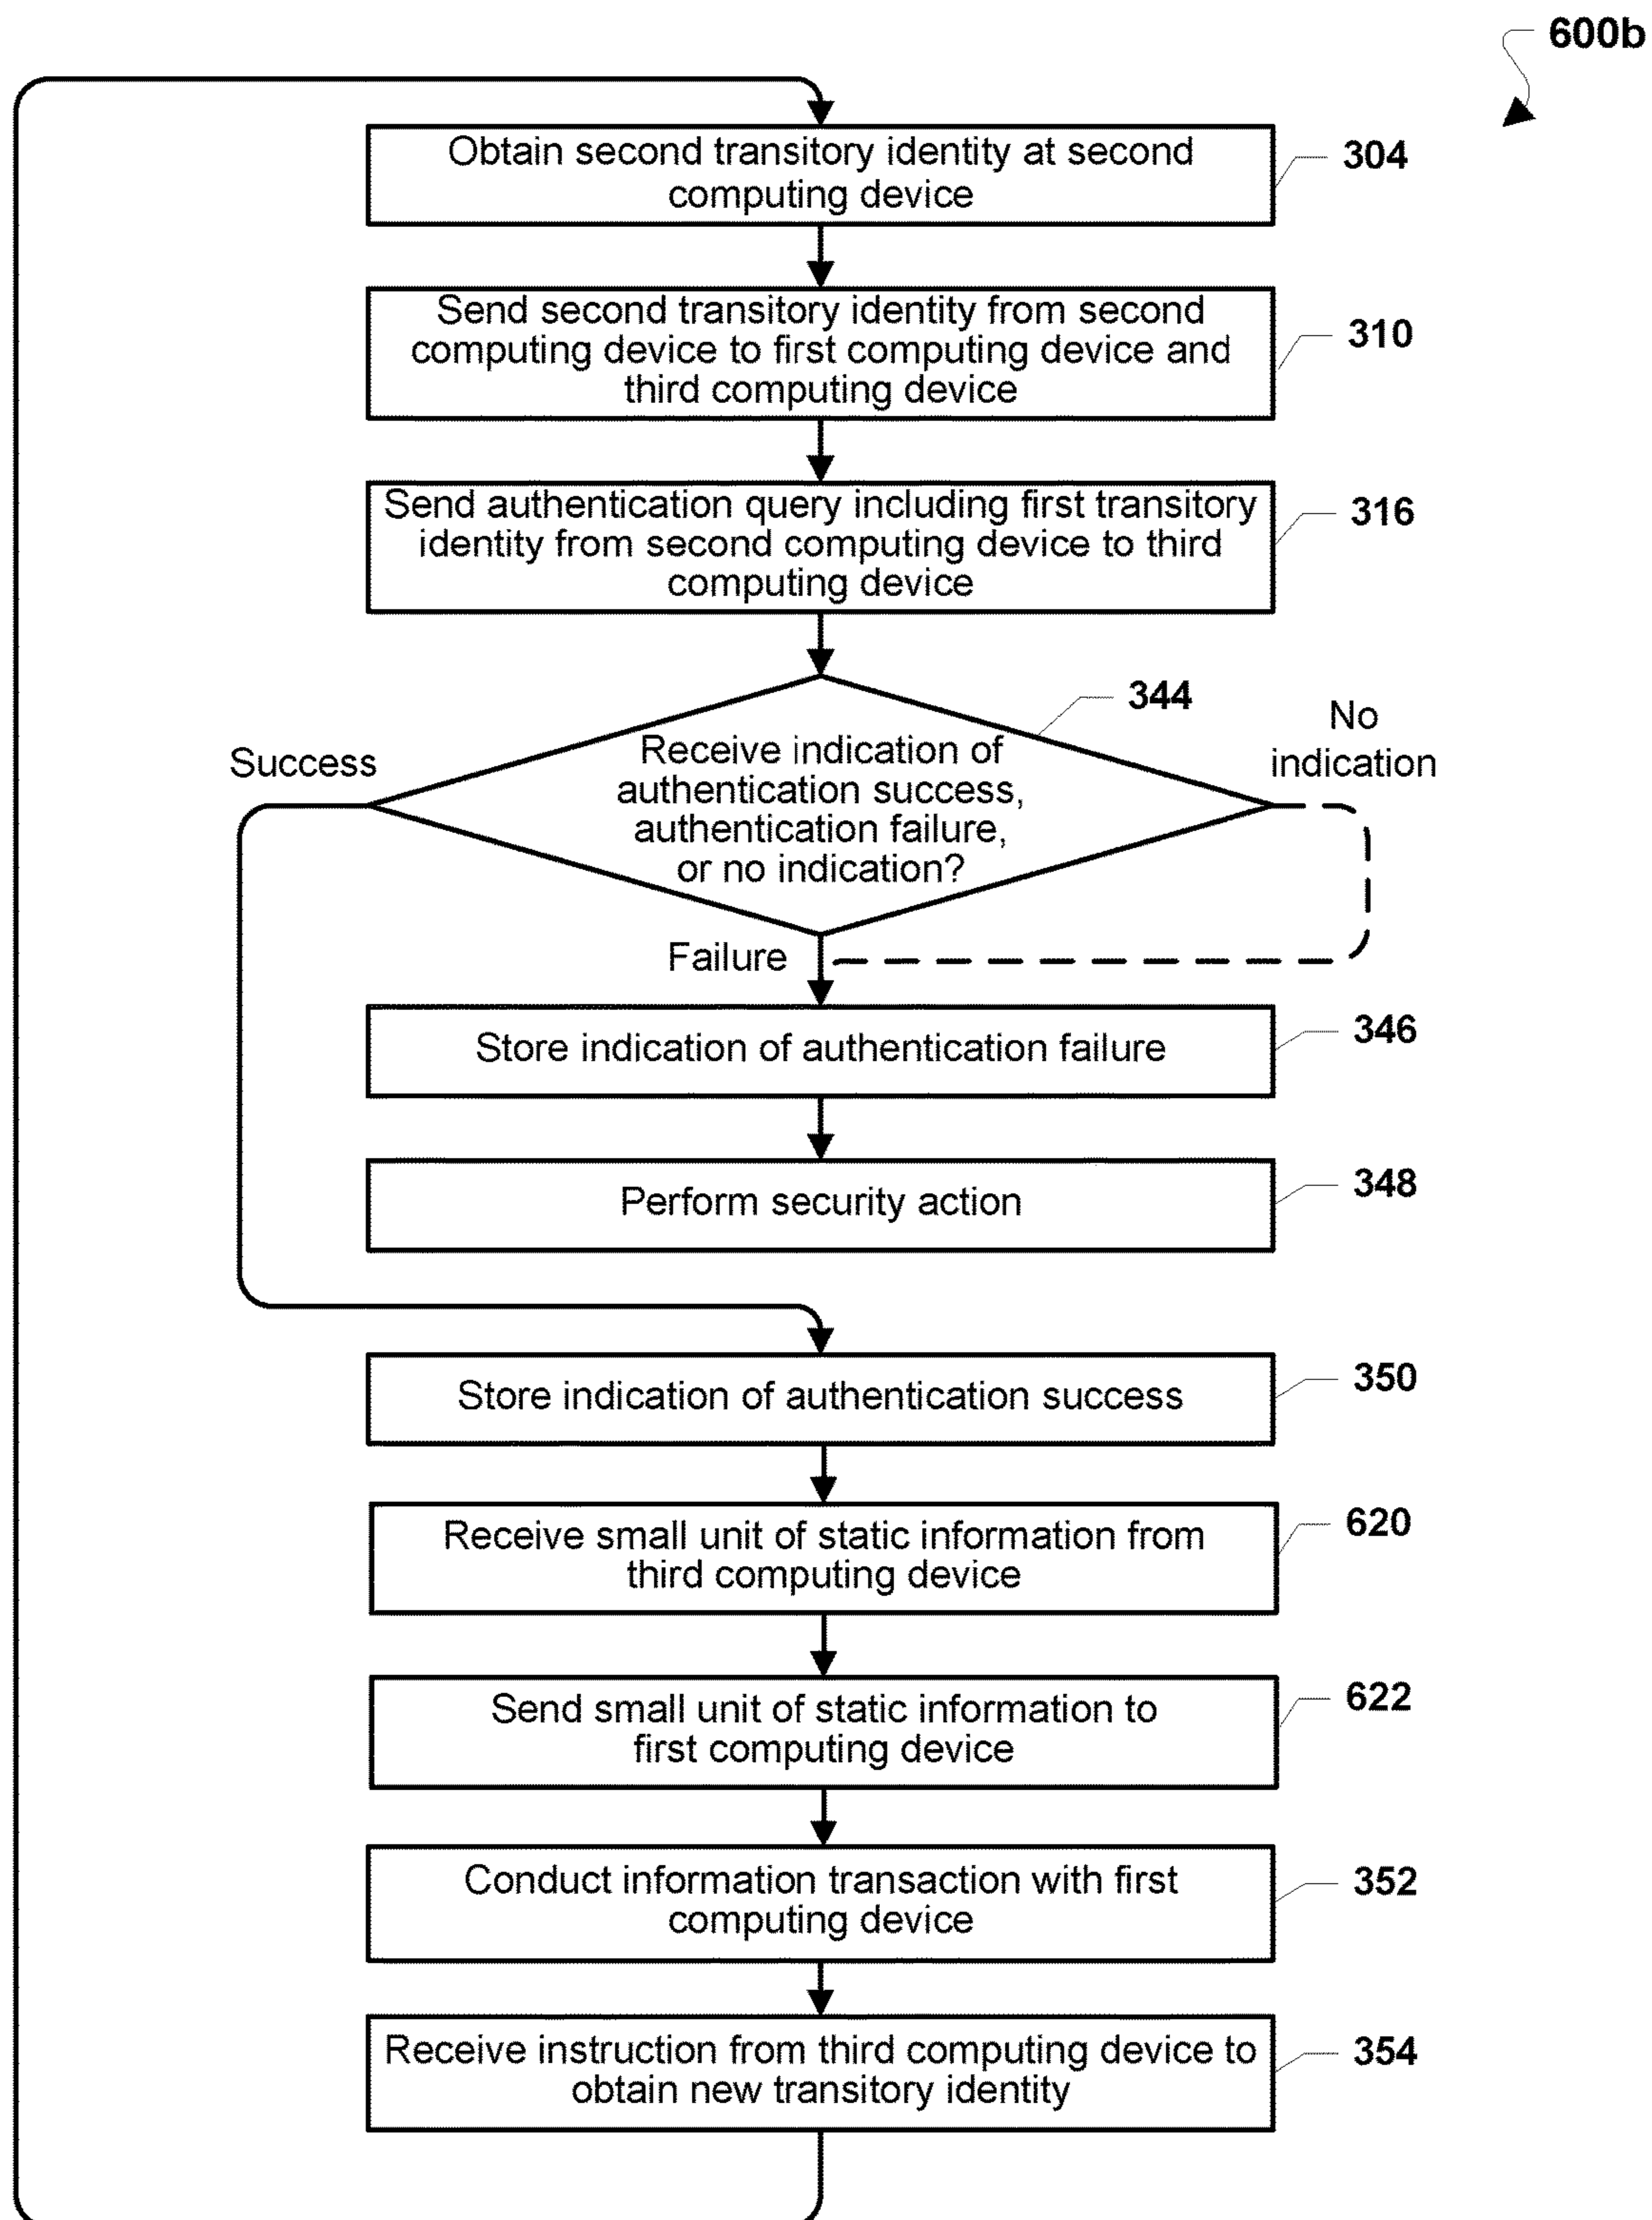 600b
Obtain second transitory identity at second
computing device
304
Send second transitory identity from second
computing device to first computing device and
third computing device
310
Send authentication query including first transitory
identity from second computing device to third
computing device
316
344
No
indication
Success
Receive indication of
authentication success,
authentication failure,
or no indication?
Failure
Store indication of authentication failure
346
Perform security action
348
Store indication of authentication success
350
Receive small unit of static information from
third computing device
620
Send small unit of static information to
first computing device
622
Conduct information transaction with first
computing device
352
Receive instruction from third computing device to
obtain new transitory identity
354